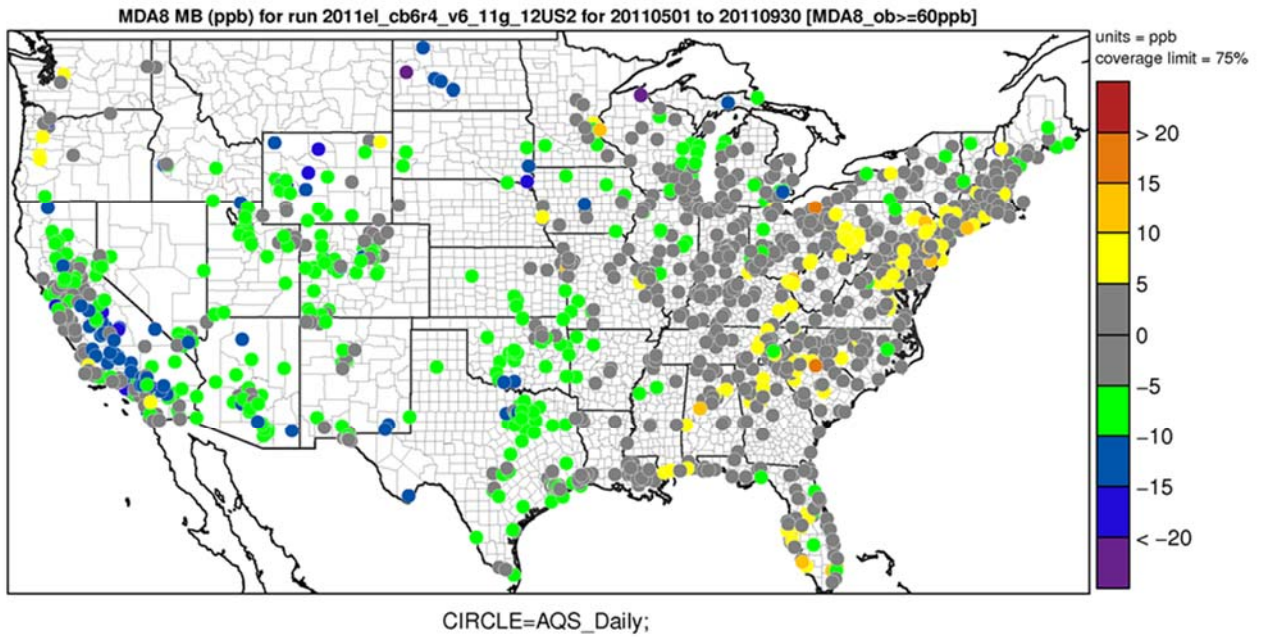 MDA8 MB (ppb) for run 2011el_cb6r4_v6_11g_12US2 for 20110501 to 20110930 [MDA8_ob>=60ppb]
units = ppb
coverage limit = 75%
> 20
15
10
5
0
−5
−10
−15
< −20
CIRCLE=AQS_Daily;